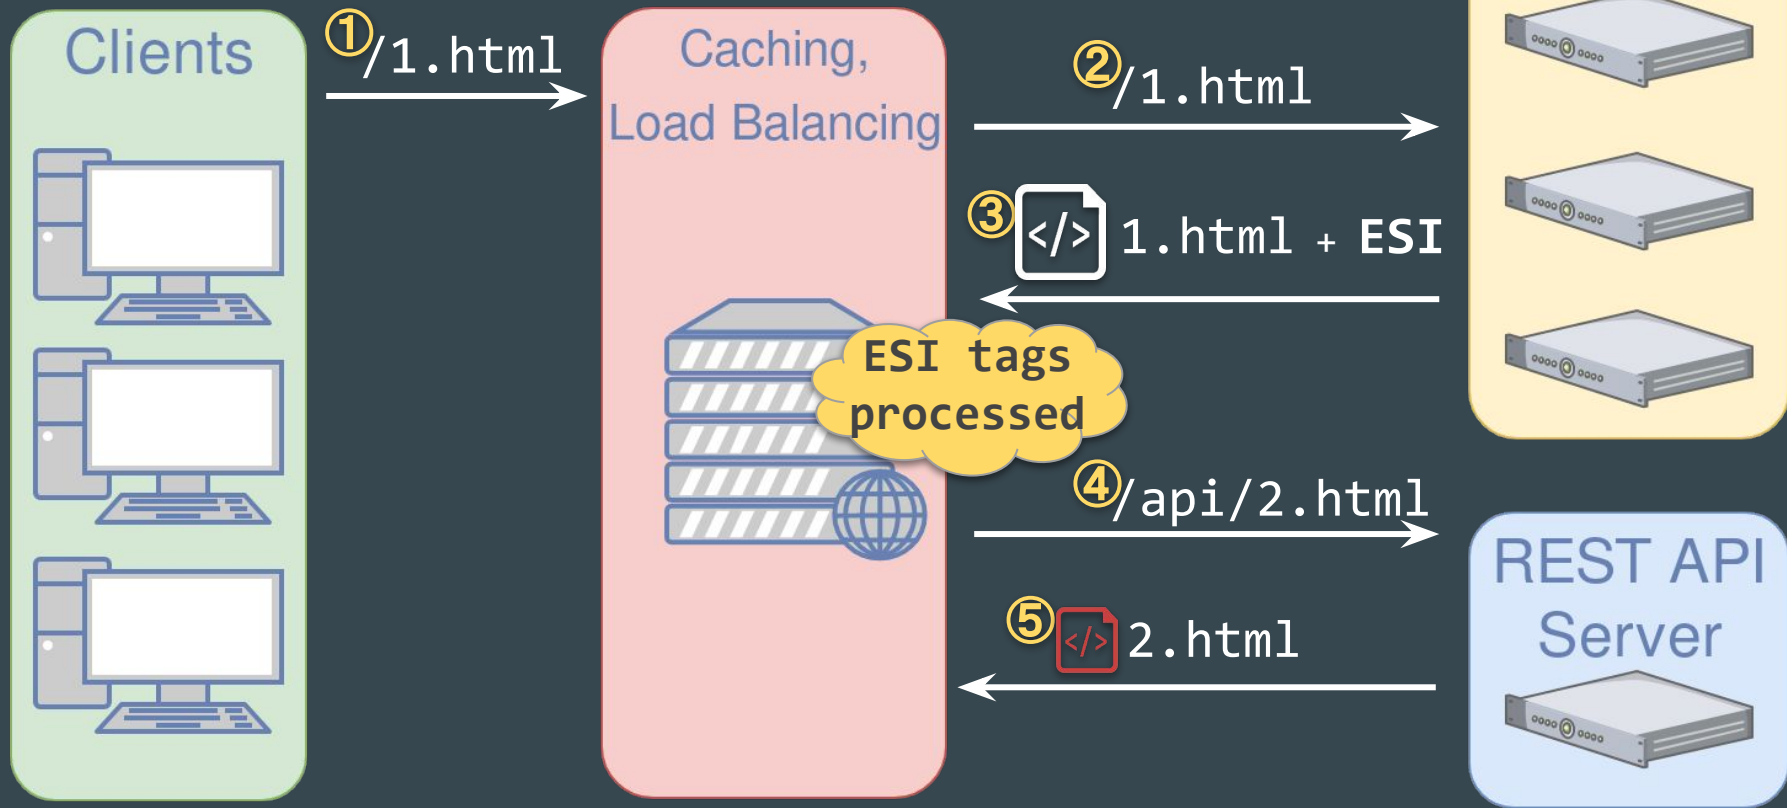 Clients
① /1.html
Caching,
Load Balancing
② /1.html
③ </> 1.html + ESI
ESI tags
processed
④ /api/2.html
⑤ </> 2.html
REST API
Server